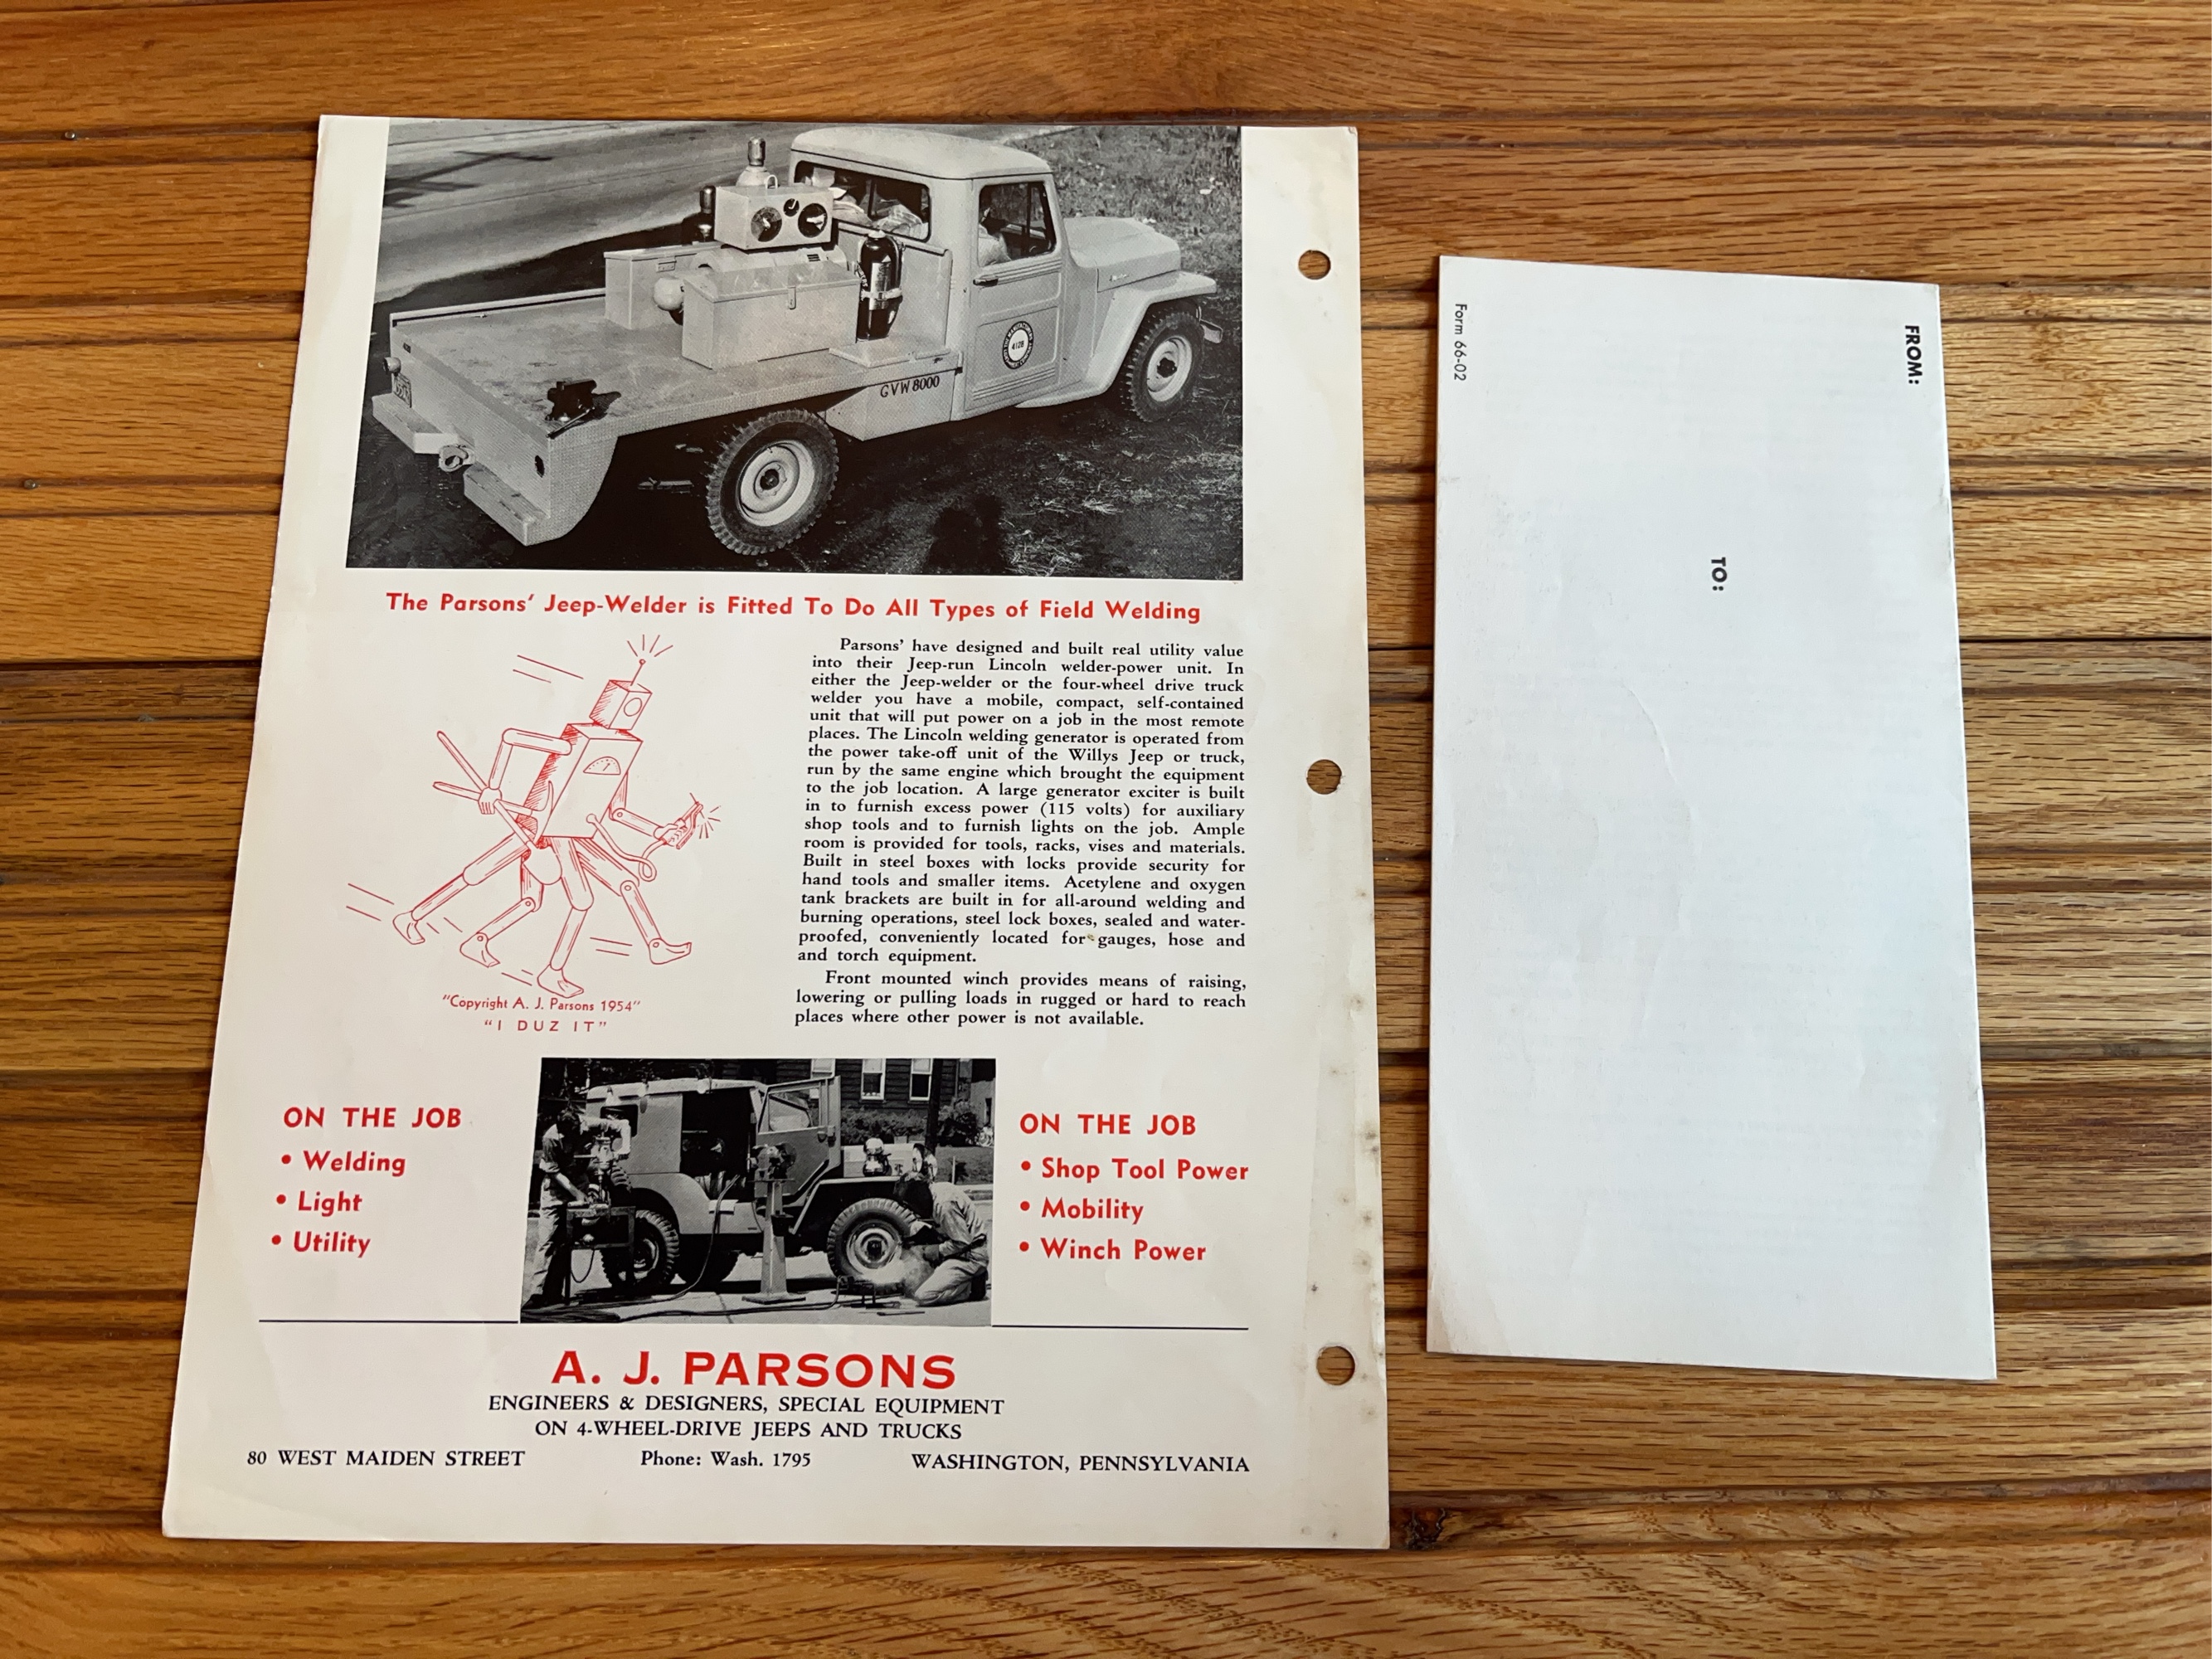 GVW 8000
4128
The Parsons' Jeep-Welder is Fitted To Do All Types of Field Welding
Parsons' have designed and built real utility value
into their Jeep-run Lincoln welder-power unit. In
either the Jeep-welder or the four-wheel drive truck
welder you have a mobile, compact, self-contained
unit that will put power on a job in the most remote
places. The Lincoln welding generator is operated from
the power take-off unit of the Willys Jeep or truck,
run by the same engine which brought the equipment
to the job location. A large generator exciter is built
in to furnish excess power (115 volts) for auxiliary
shop tools and to furnish lights on the job. Ample
room is provided for tools, racks, vises and materials.
Built in steel boxes with locks provide security for
hand tools and smaller items. Acetylene and oxygen
tank brackets are built in for all-around welding and
burning operations, steel lock boxes, sealed and water-
proofed, conveniently located for gauges, hose and
and torch equipment.
Front mounted winch provides means of raising,
lowering or pulling loads in rugged or hard to reach
places where other power is not available.
"Copyright A. J. Parsons 1954"
"I DUZ IT"
ON THE JOB
• Welding
• Light
• Utility
ON THE JOB
• Shop Tool Power
• Mobility
• Winch Power
A. J. PARSONS
ENGINEERS & DESIGNERS, SPECIAL EQUIPMENT
ON 4-WHEEL-DRIVE JEEPS AND TRUCKS
80 WEST MAIDEN STREET Phone: Wash. 1795 WASHINGTON, PENNSYLVANIA
FROM:
TO:
Form 66-02